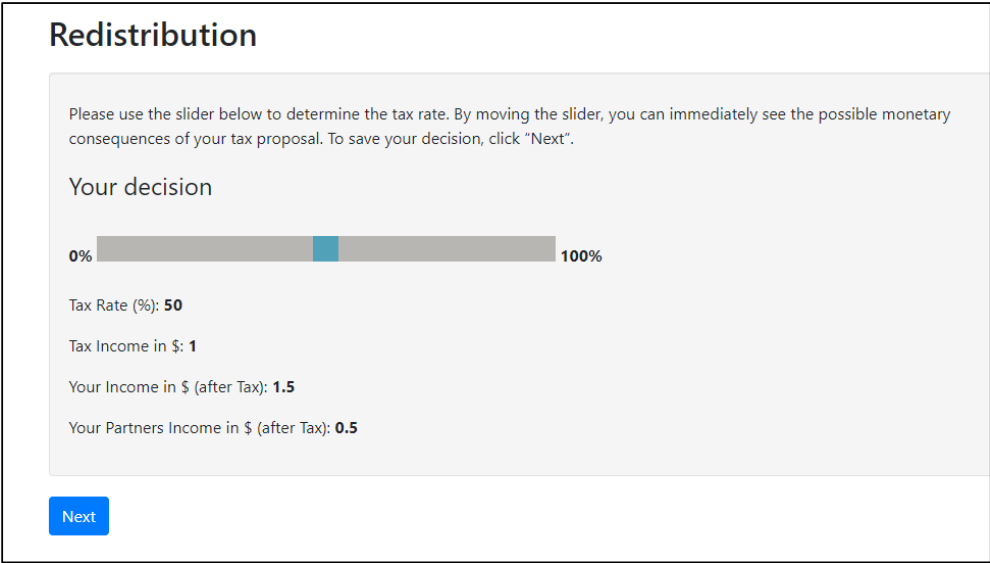 Redistribution
Please use the slider below to determine the tax rate. By moving the slider, you can immediately see the possible monetary
consequences of your tax proposal. To save your decision, click “Next”.
Your decision
0% 100%
Tax Rate (%): 50
Tax Income in $: 1
Your Income in $ (after Tax): 1.5
Your Partners Income in $ (after Tax): 0.5
Next